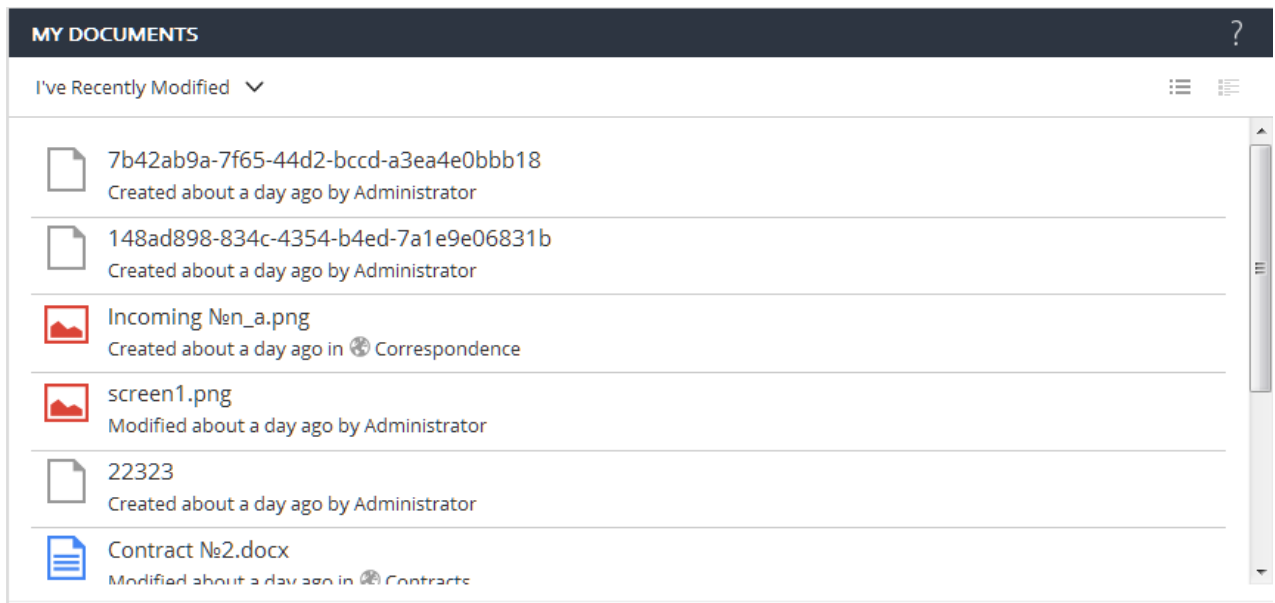 MY DOCUMENTS ?
I've Recently Modified
7b42ab9a-7f65-44d2-bccd-a3ea4e0bbb18
Created about a day ago by Administrator
148ad898-834c-4354-b4ed-7a1e9e06831b
Created about a day ago by Administrator
Incoming №n_a.png
Created about a day ago in Correspondence
screen1.png
Modified about a day ago by Administrator
22323
Created about a day ago by Administrator
Contract №2.docx
Modified about a day ago in Contracts